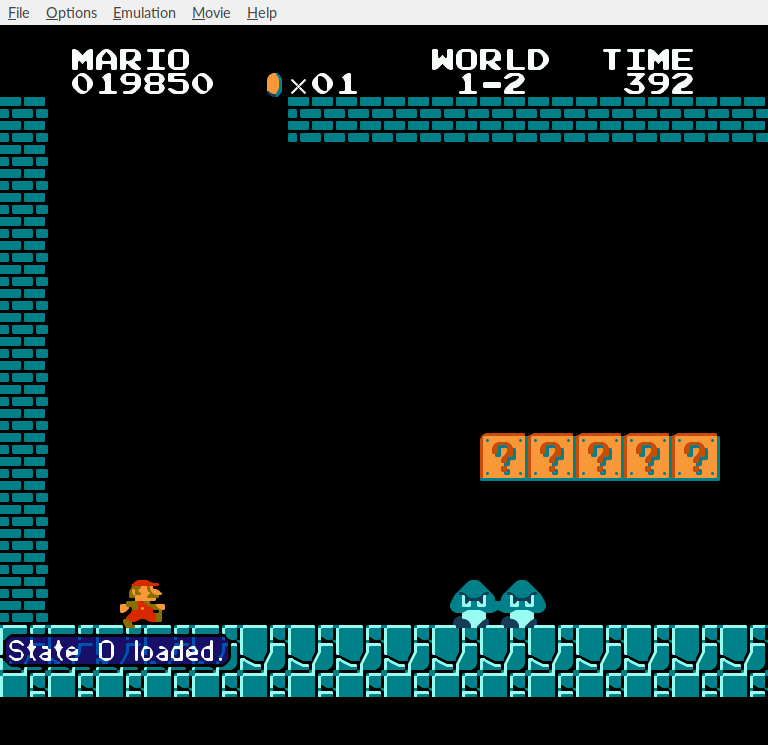 File Options Emulation Movie Help
MARIO WORLD TIME
019850 ×01 1-2 392
? ? ? ? ?
State 0 loaded.